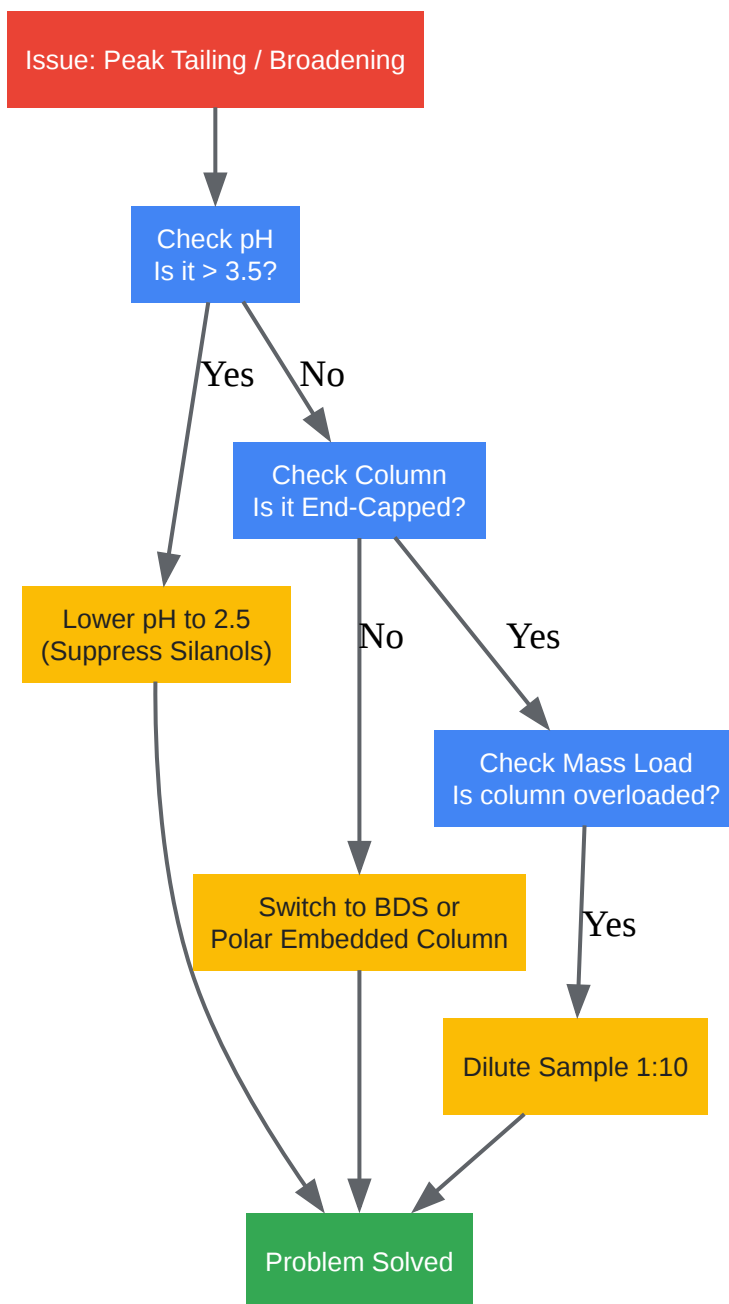 Issue: Peak Tailing / Broadening
Check pH
Is it > 3.5?
Yes
No
Check Column
Is it End-Capped?
Lower pH to 2.5
(Suppress Silanols)
No
Yes
Check Mass Load
Is column overloaded?
Switch to BDS or
Polar Embedded Column
Yes
Dilute Sample 1:10
Problem Solved